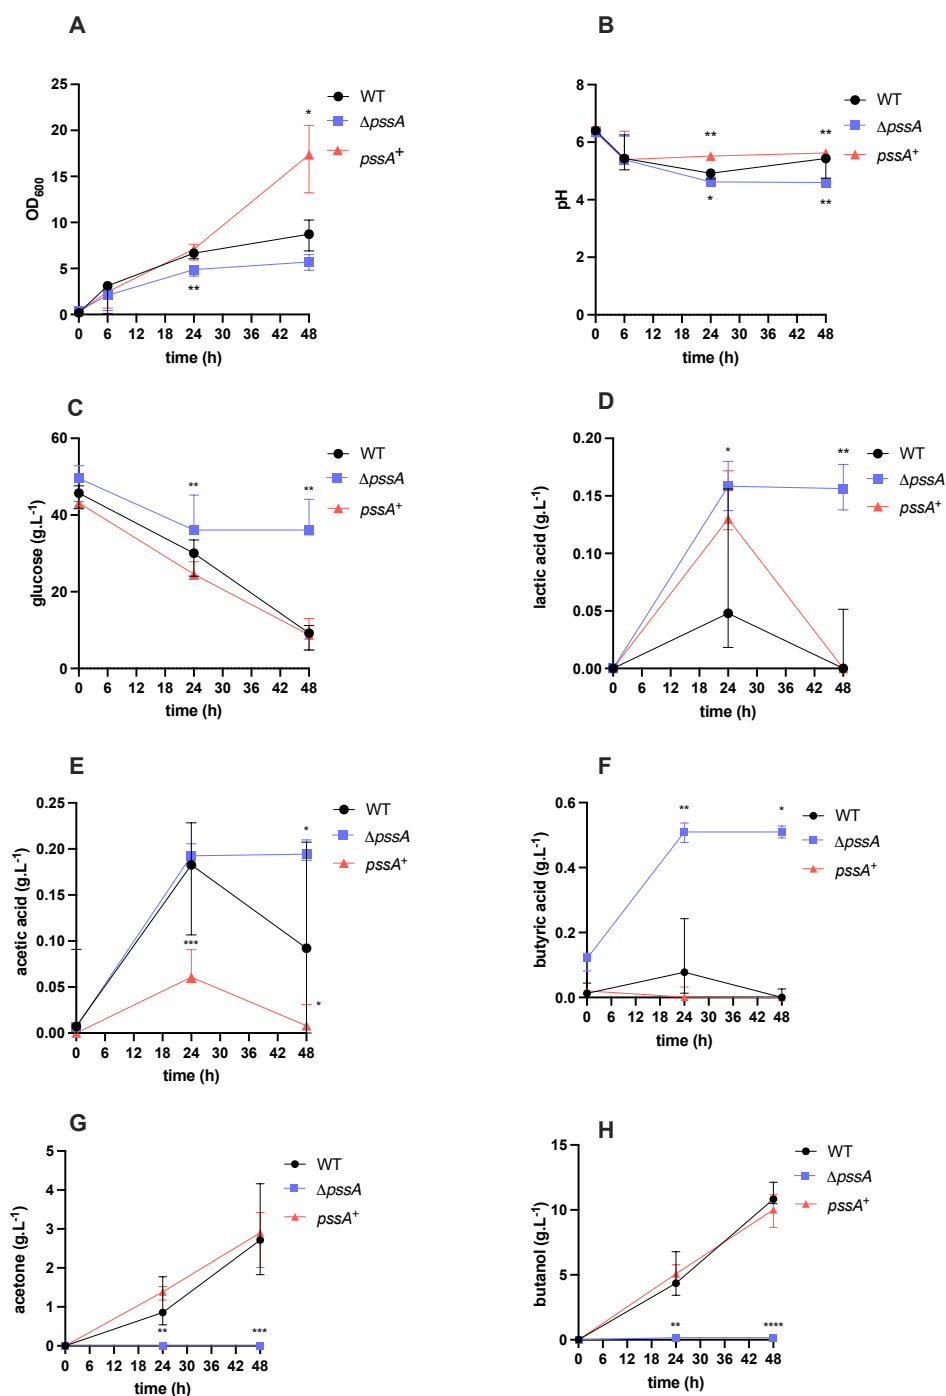 A
25
20
15
10
5
0
OD600
0 6 12 18 24 30 36 42 48
time (h)
*
**
WT
ΔpssA
pssA+
B
8
6
4
2
0
pH
0 6 12 18 24 30 36 42 48
time (h)
** **
* **
WT
ΔpssA
pssA+
C
60
40
20
0
glucose (g.L-1)
0 6 12 18 24 30 36 42 48
time (h)
** **
WT
ΔpssA
pssA+
D
0.20
0.15
0.10
0.05
0.00
lactic acid (g.L-1)
0 6 12 18 24 30 36 42 48
time (h)
* **
WT
ΔpssA
pssA+
E
0.25
0.20
0.15
0.10
0.05
0.00
acetic acid (g.L-1)
0 6 12 18 24 30 36 42 48
time (h)
*
***
*
WT
ΔpssA
pssA+
F
0.6
0.4
0.2
0.0
butyric acid (g.L-1)
0 6 12 18 24 30 36 42 48
time (h)
** *
WT
ΔpssA
pssA+
G
5
4
3
2
1
0
acetone (g.L-1)
0 6 12 18 24 30 36 42 48
time (h)
** ***
WT
ΔpssA
pssA+
H
15
10
5
0
butanol (g.L-1)
0 6 12 18 24 30 36 42 48
time (h)
** ****
WT
ΔpssA
pssA+